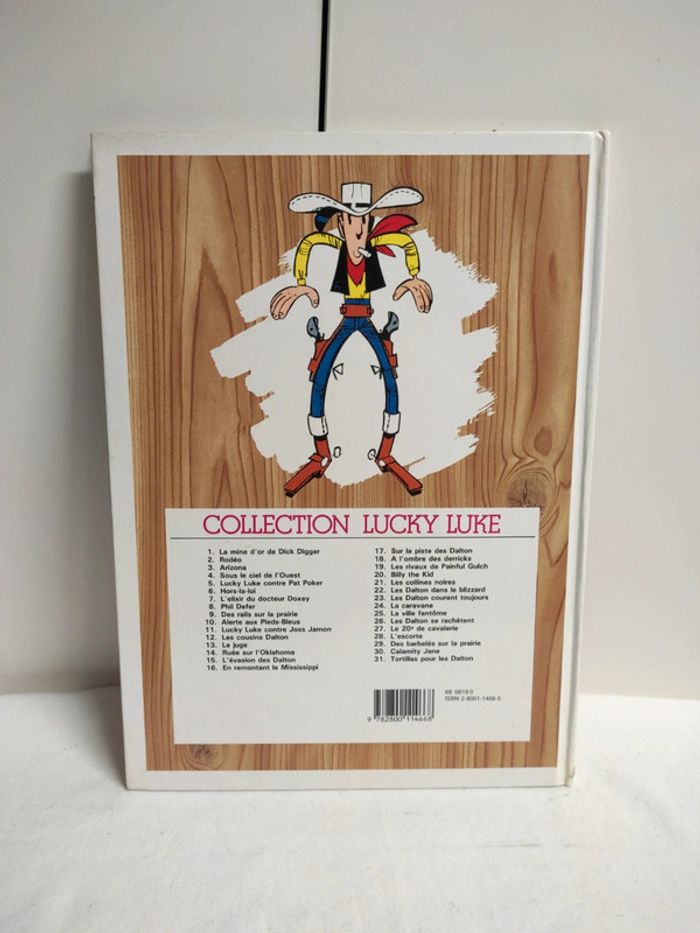 COLLECTION LUCKY LUKE
1. La mine d'or de Dick Digger
2. Rodéo
3. Arizona
4. Sous le ciel de l'Ouest
5. Lucky Luke contre Pat Poker
6. Hors-la-loi
7. L'elixir du docteur Doxey
8. Phil Defer
9. Des rails sur la prairie
10. Alerte aux Pieds-Bleus
11. Lucky Luke contre Joss Jamon
12. Les cousins Dalton
13. Le juge
14. Ruée sur l'Oklahoma
15. L'évasion des Dalton
16. En remontant le Mississippi
17. Sur la piste des Dalton
18. A l'ombre des derricks
19. Les rivaux de Painful Gulch
20. Billy the Kid
21. Les collines noires
22. Les Dalton dans le blizzard
23. Les Dalton courent toujours
24. La caravane
25. La ville fantôme
26. Les Dalton se rachètent
27. Le 20e de cavalerie
28. L'escorte
29. Des barbelés sur la prairie
30. Calamity Jane
31. Tortillas pour les Dalton
68 0819 0
ISBN 2-8001-1466-5
9 782800 114668